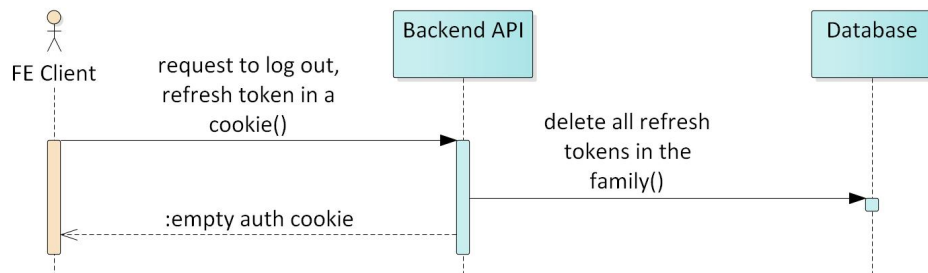 FE Client
Backend API
Database
request to log out,
refresh token in a
cookie()
delete all refresh
tokens in the
family()
:empty auth cookie